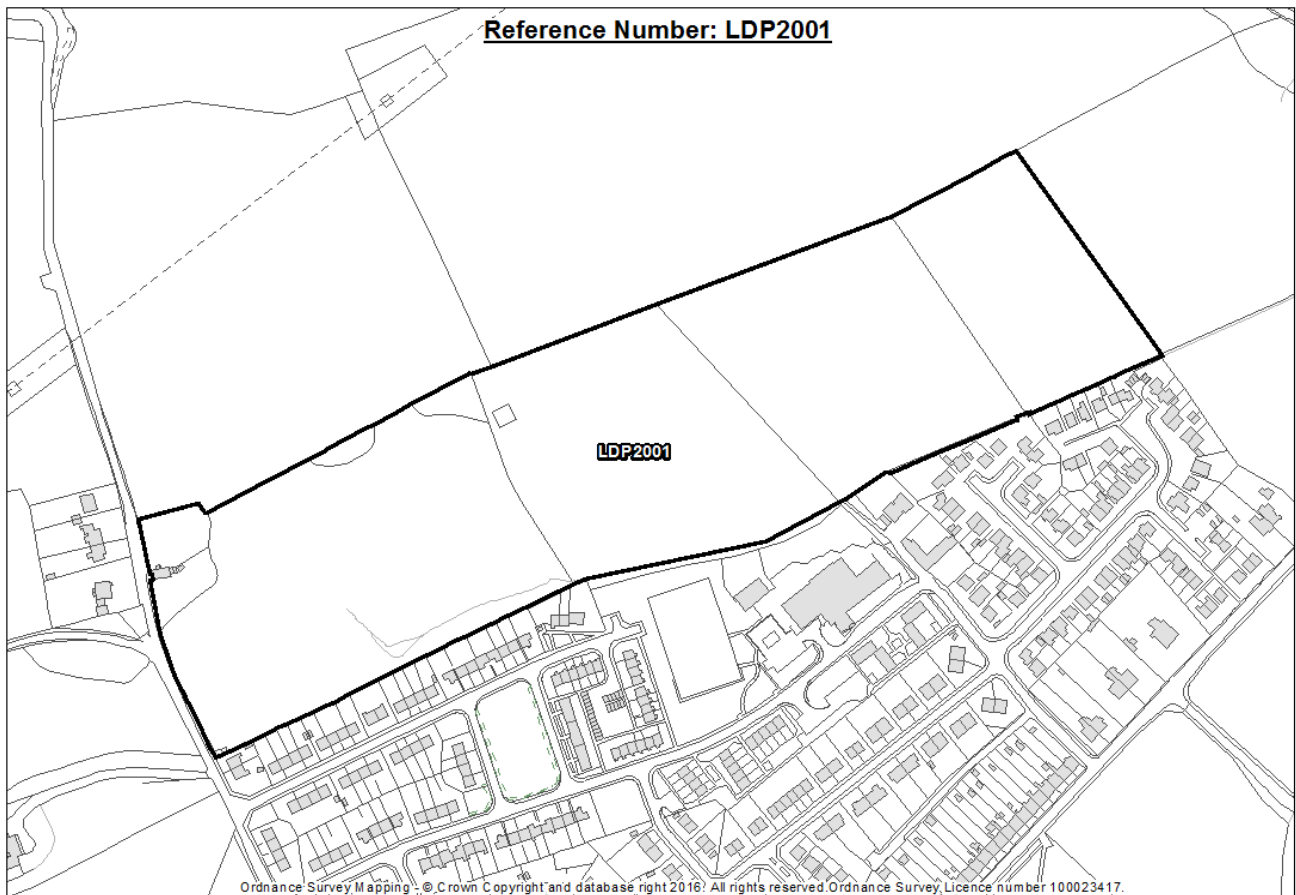 Reference Number: LDP2001
LDP2001
Ordnance Survey Mapping - © Crown Copyright and database right 2016. All rights reserved.Ordnance Survey Licence number 100023417.